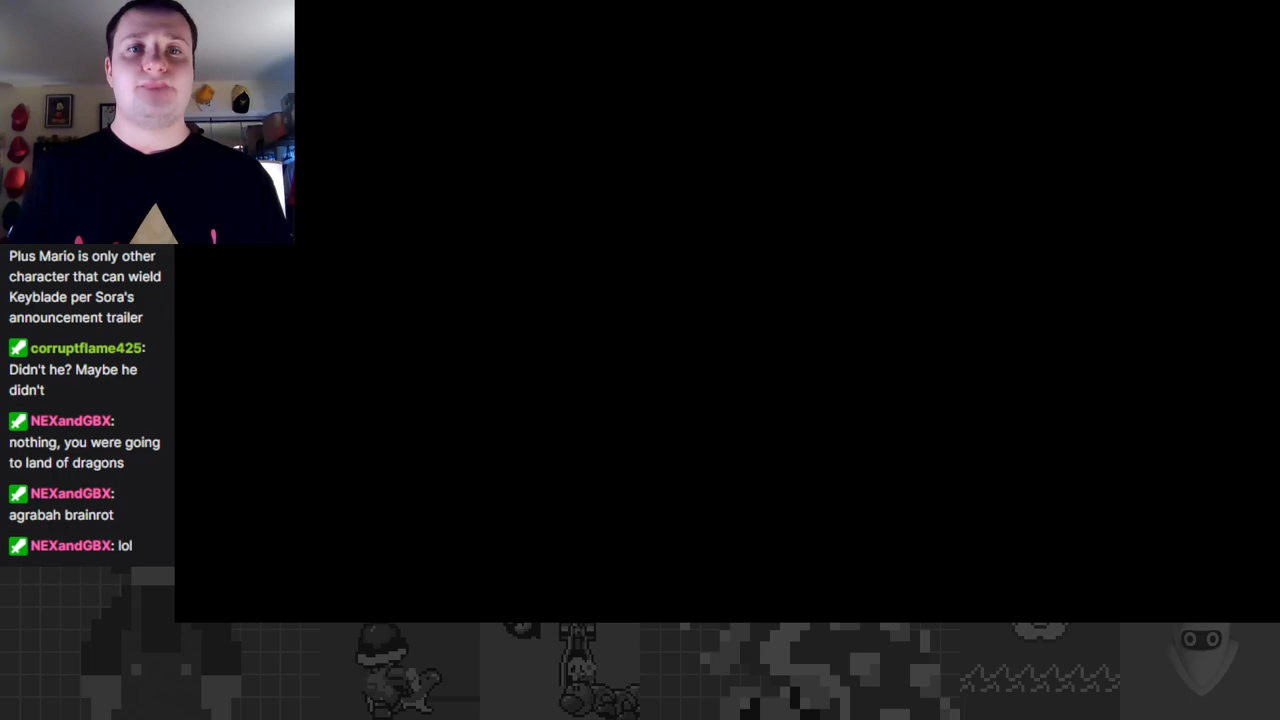 Plus Mario is only other
character that can wield
Keyblade per Sora's
announcement trailer
corruptflame425:
Didn't he? Maybe he
didn't
NEXandGBX:
nothing, you were going
to land of dragons
NEXandGBX:
agrabah brainrot
NEXandGBX: lol